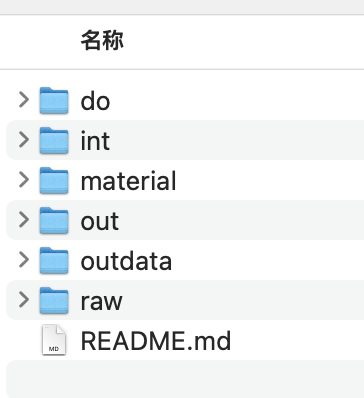 名称
do
int
material
out
outdata
raw
MD
README.md